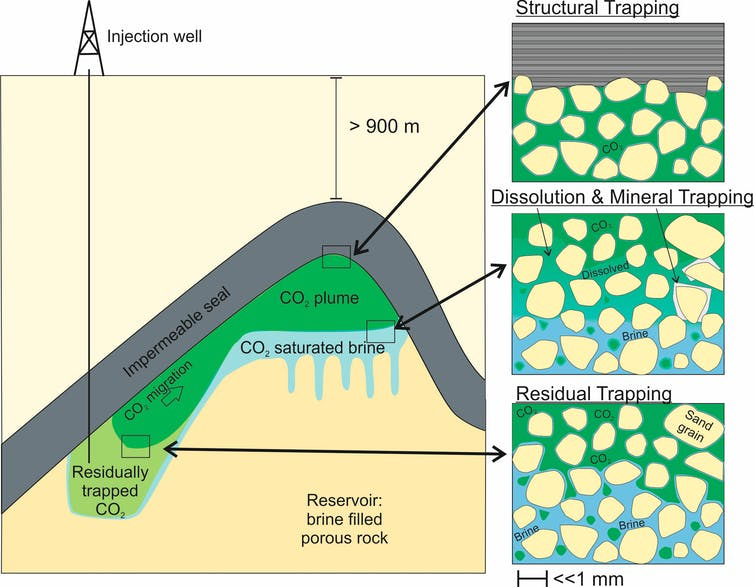 Injection well
> 900 m
Impermeable seal
CO₂ plume
CO₂ saturated brine
CO₂ migration
Residually
trapped
CO₂
Reservoir:
brine filled
porous rock
Structural Trapping
CO₂
Dissolution & Mineral Trapping
CO₂
Dissolved
Brine
Residual Trapping
CO₂
CO₂
Sand
grain
CO₂
Brine
Brine
<<1 mm